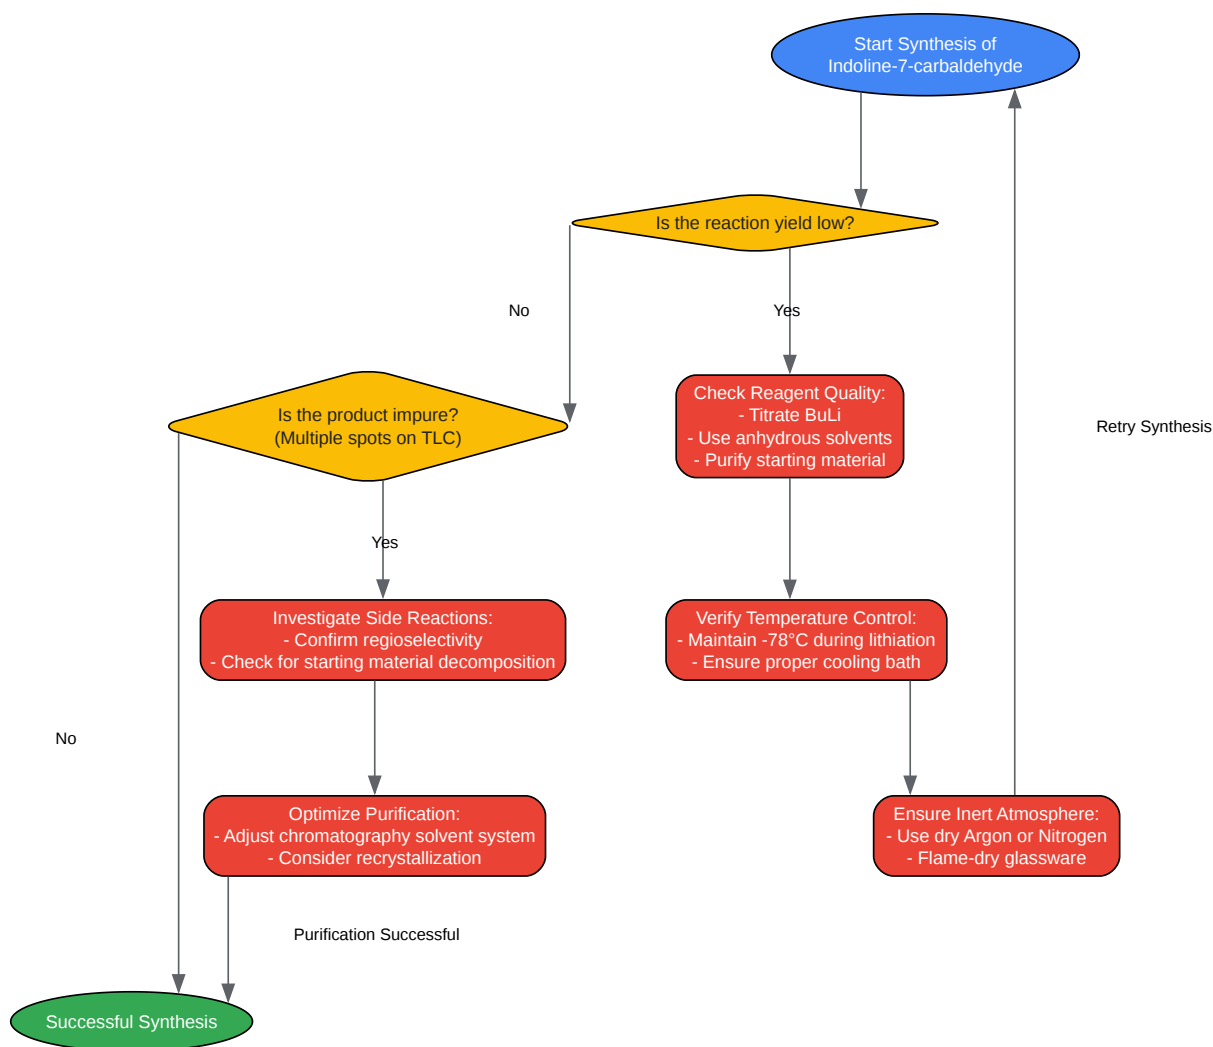 Start Synthesis of
Indoline-7-carbaldehyde
Is the reaction yield low?
No
Yes
Is the product impure?
(Multiple spots on TLC)
Check Reagent Quality:
- Titrate BuLi
- Use anhydrous solvents
- Purify starting material
Retry Synthesis
Yes
Investigate Side Reactions:
- Confirm regioselectivity
- Check for starting material decomposition
Verify Temperature Control:
- Maintain -78°C during lithiation
- Ensure proper cooling bath
No
Optimize Purification:
- Adjust chromatography solvent system
- Consider recrystallization
Ensure Inert Atmosphere:
- Use dry Argon or Nitrogen
- Flame-dry glassware
Purification Successful
Successful Synthesis